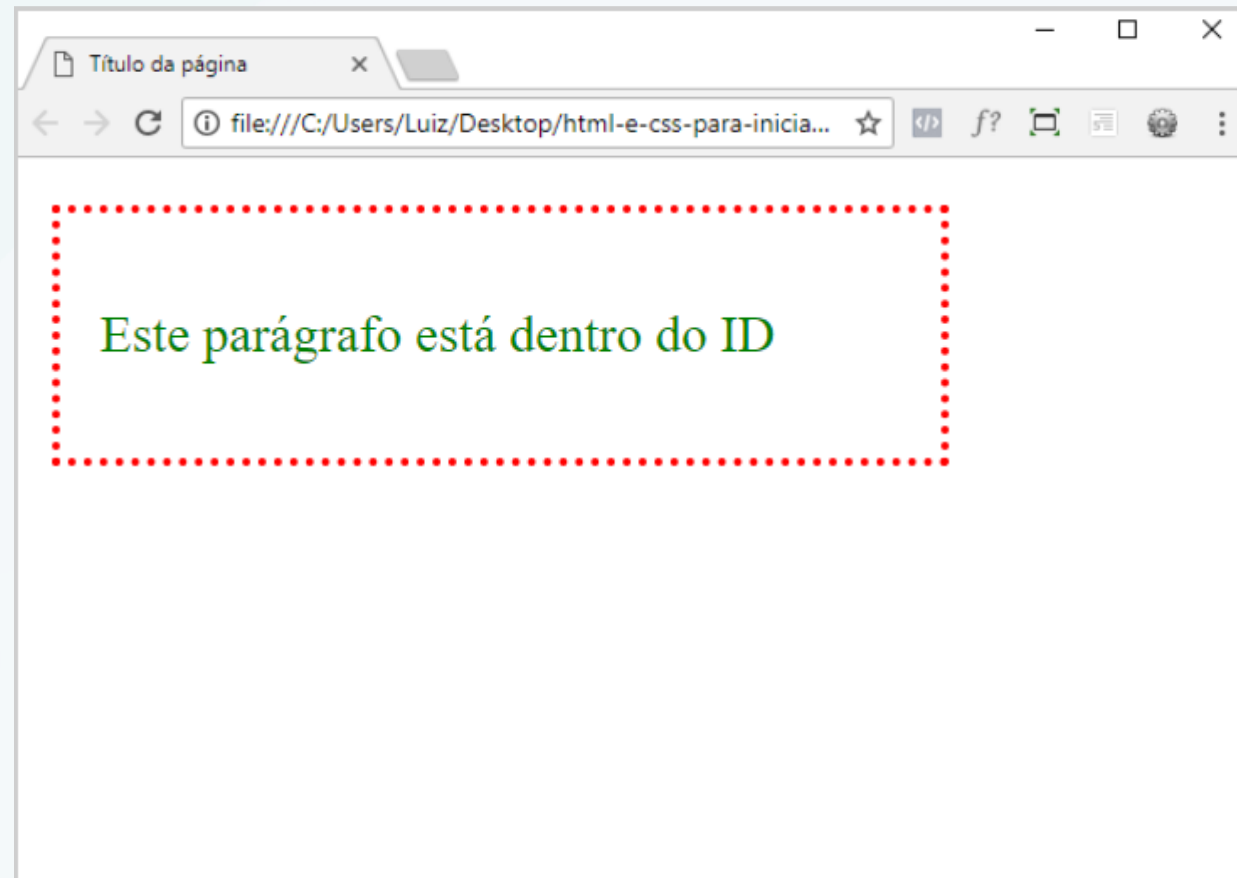 Título da página
file:///C:/Users/Luiz/Desktop/html-e-css-para-inicia...
</> f?
Este parágrafo está dentro do ID